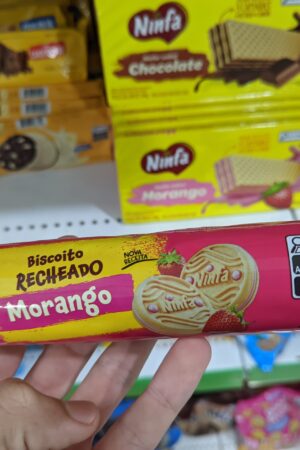 Ninfa
Chocolate
Ninfa
Morango
Biscoito
RECHEADO
Morango
NOVA
RECEITA
Ninfa
Ninfa